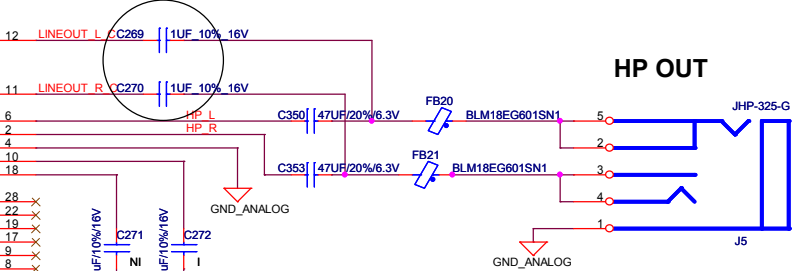 12 LINEOUT_L_C C269 1UF_10%_16V
HP OUT
11 LINEOUT_R_C C270 1UF_10%_16V
JHP-325-G
FB20
6 HP_L C350 47UF/20%/6.3V BLM18EG601SN1 5
2 HP_R
4 2
FB21
10
18 C353 47UF/20%/6.3V BLM18EG601SN1 3
28 GND_ANALOG 4
22
19 1
17 C271 C272 J5
uF/10%/16V uF/10%/16V
9 NI I GND_ANALOG
8